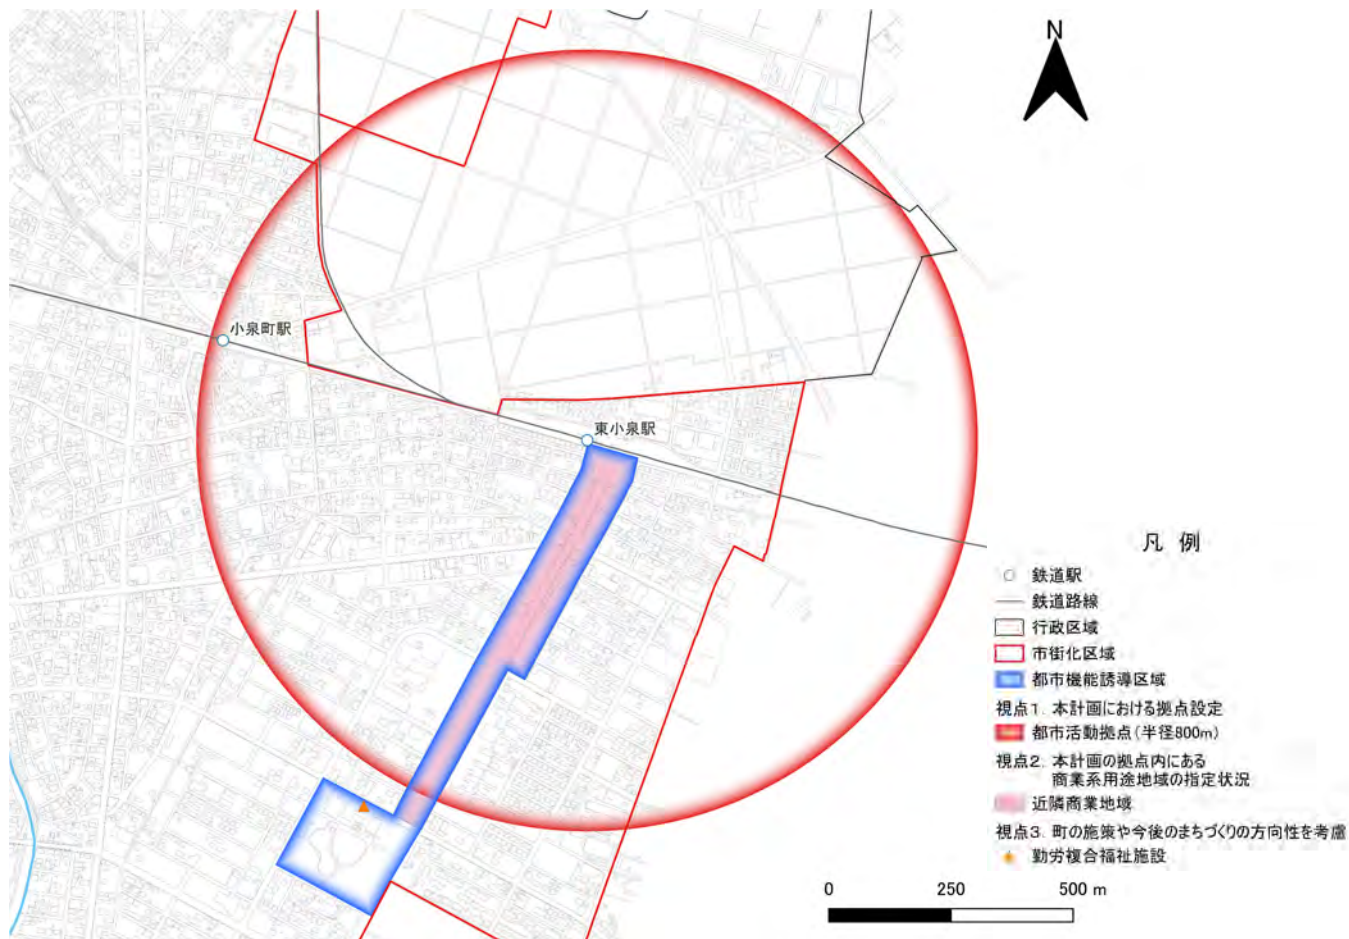 N
小泉町駅
東小泉駅
凡 例
鉄道駅
鉄道路線
行政区域
市街化区域
都市機能誘導区域
視点1．本計画における拠点設定
都市活動拠点(半径800m)
視点2．本計画の拠点内にある
商業系用途地域の指定状況
近隣商業地域
視点3．町の施策や今後のまちづくりの方向性を考慮
勤労複合福祉施設
0 250 500 m